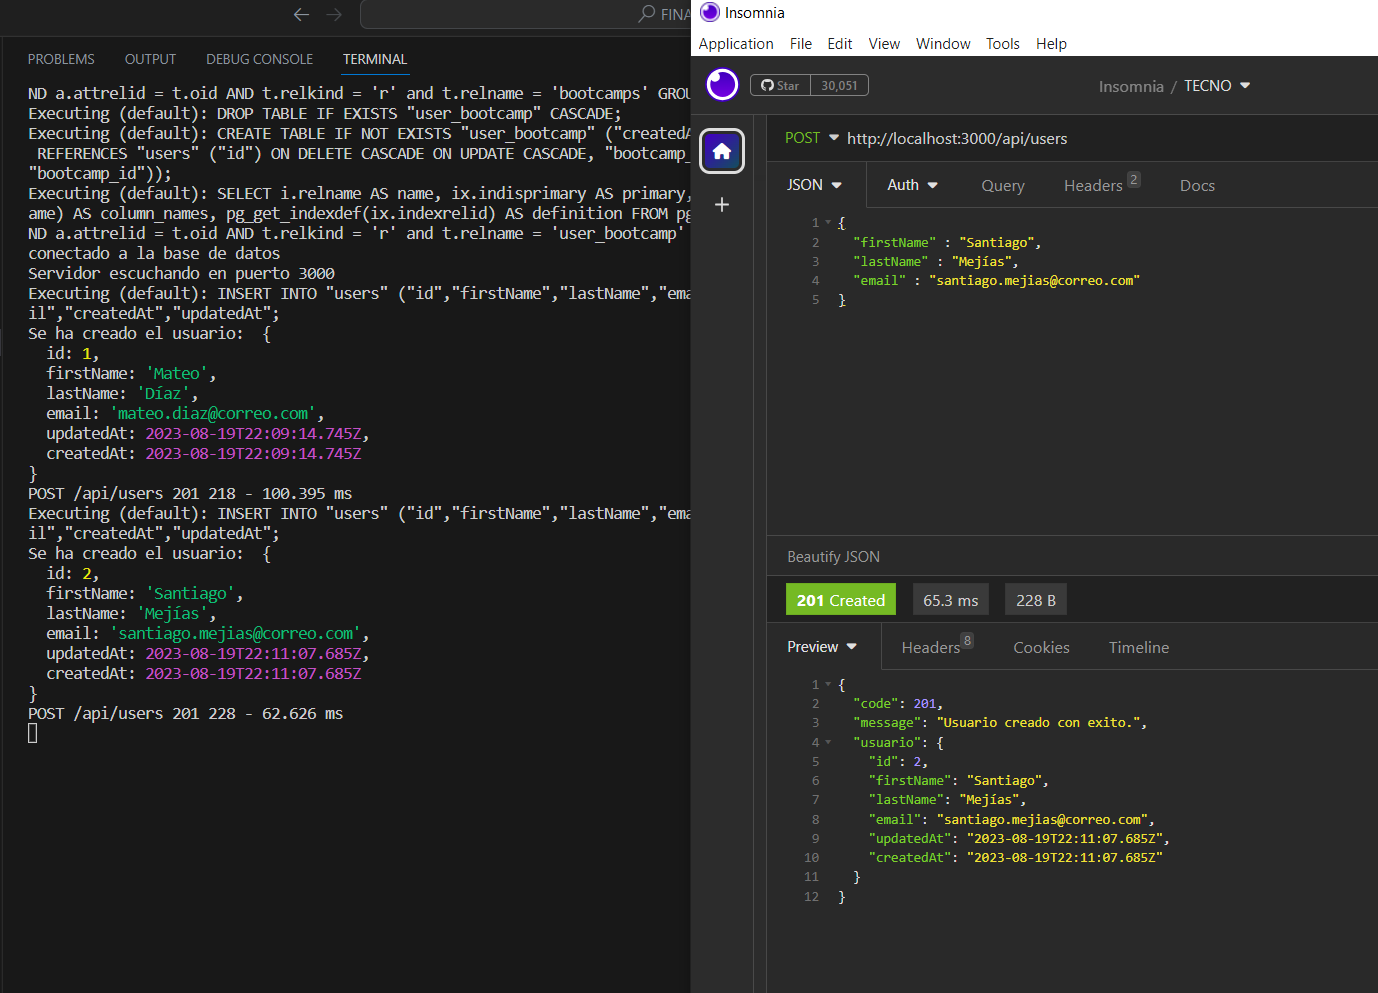 FINA
PROBLEMS OUTPUT DEBUG CONSOLE TERMINAL
ND a.attrelid = t.oid AND t.relkind = 'r' and t.relname = 'bootcamps' GROU
Executing (default): DROP TABLE IF EXISTS "user_bootcamp" CASCADE;
Executing (default): CREATE TABLE IF NOT EXISTS "user_bootcamp" ("createdA
REFERENCES "users" ("id") ON DELETE CASCADE ON UPDATE CASCADE, "bootcamp_
"bootcamp_id"));
Executing (default): SELECT i.relname AS name, ix.indisprimary AS primary,
ame) AS column_names, pg_get_indexdef(ix.indexrelid) AS definition FROM pg
ND a.attrelid = t.oid AND t.relkind = 'r' and t.relname = 'user_bootcamp'
conectado a la base de datos
Servidor escuchando en puerto 3000
Executing (default): INSERT INTO "users" ("id","firstName","lastName","ema
il","createdAt","updatedAt";
Se ha creado el usuario:  {
id: 1,
firstName: 'Mateo',
lastName: 'Díaz',
email: 'mateo.diaz@correo.com',
updatedAt: 2023-08-19T22:09:14.745Z,
createdAt: 2023-08-19T22:09:14.745Z
}
POST /api/users 201 218 - 100.395 ms
Executing (default): INSERT INTO "users" ("id","firstName","lastName","ema
il","createdAt","updatedAt";
Se ha creado el usuario:  {
id: 2,
firstName: 'Santiago',
lastName: 'Mejías',
email: 'santiago.mejias@correo.com',
updatedAt: 2023-08-19T22:11:07.685Z,
createdAt: 2023-08-19T22:11:07.685Z
}
POST /api/users 201 228 - 62.626 ms
Insomnia
Application File Edit View Window Tools Help
Star 30,051
Insomnia / TECNO
POST http://localhost:3000/api/users
JSON Auth Query Headers 2 Docs
1 {
2 "firstName" : "Santiago",
3 "lastName" : "Mejías",
4 "email" : "santiago.mejias@correo.com"
5 }
Beautify JSON
201 Created 65.3 ms 228 B
Preview Headers 8 Cookies Timeline
1 {
2 "code": 201,
3 "message": "Usuario creado con exito.",
4 "usuario": {
5 "id": 2,
6 "firstName": "Santiago",
7 "lastName": "Mejías",
8 "email": "santiago.mejias@correo.com",
9 "updatedAt": "2023-08-19T22:11:07.685Z",
10 "createdAt": "2023-08-19T22:11:07.685Z"
11 }
12 }